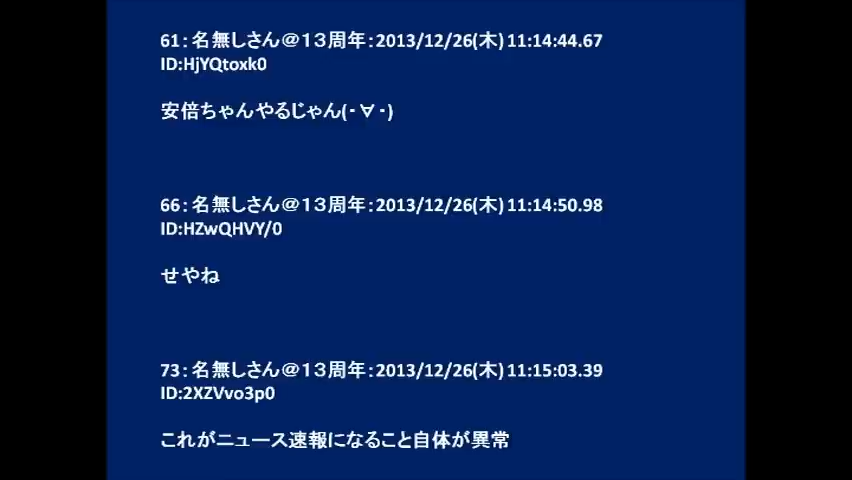 61：名無しさん＠１３周年：2013/12/26(木) 11:14:44.67
ID:HjYQtoxk0
安倍ちゃんやるじゃん(・∀・)
66：名無しさん＠１３周年：2013/12/26(木) 11:14:50.98
ID:HZwQHVY/0
せやね
73：名無しさん＠１３周年：2013/12/26(木) 11:15:03.39
ID:2XZVvo3p0
これがニュース速報になること自体が異常